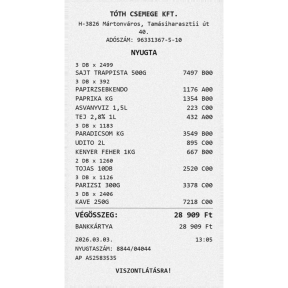 TÓTH CSEMEGE KFT.
H-3826 Mártonváros, Tamásiharasztii út
40.
ADÓSZÁM: 96331367-5-10
NYUGTA
3 DB x 2499
SAJT TRAPPISTA 500G 7497 B00
3 DB x 392
PAPIRZSEBKENDO 1176 A00
PAPRIKA KG 1354 B00
ASVANYVIZ 1,5L 223 C00
TEJ 2,8% 1L 432 A00
3 DB x 1183
PARADICSOM KG 3549 B00
UDITO 2L 895 C00
KENYER FEHER 1KG 667 B00
2 DB x 1260
TOJAS 10DB 2520 C00
3 DB x 1126
PARIZSI 300G 3378 C00
3 DB x 2406
KAVE 250G 7218 C00
VÉGÖSSZEG: 28 909 Ft
BANKKÁRTYA 28 909 Ft
2026.03.03. 13:05
NYUGTASZÁM: 8844/04044
AP A52583535
VISZONTLÁTÁSRA!